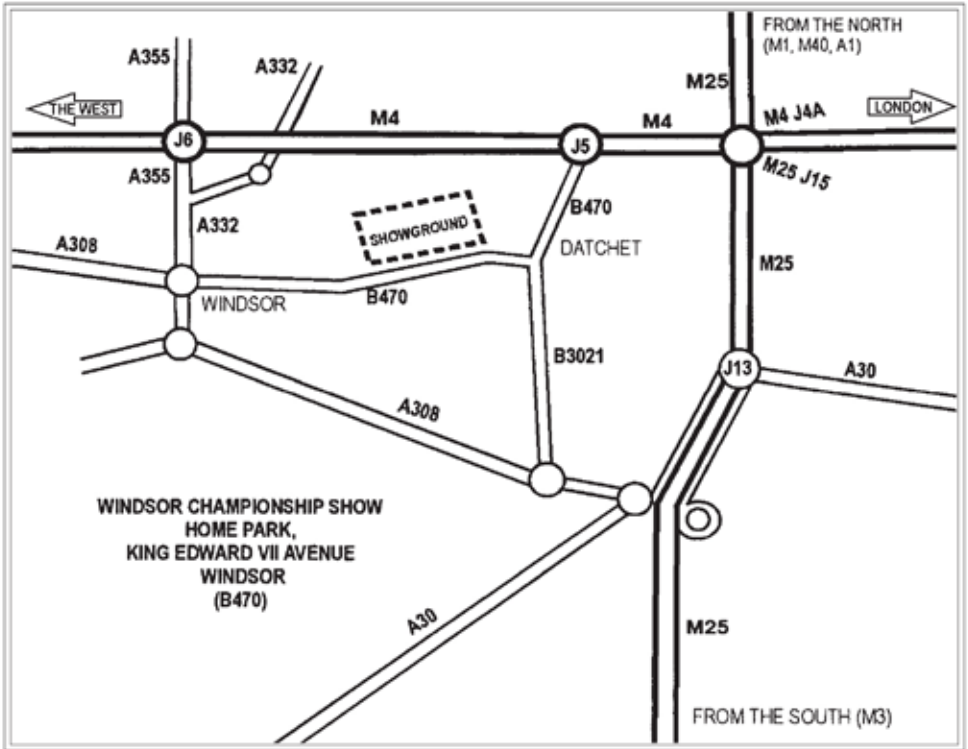 FROM THE NORTH
(M1, M40, A1)
A355
A332
M25
THE WEST
LONDON
M4
M4
M4 J4A
J6
J5
M25 J15
A355
B470
A332
SHOWGROUND
DATCHET
A308
M25
WINDSOR
B470
B3021
J13
A30
A308
WINDSOR CHAMPIONSHIP SHOW
HOME PARK,
KING EDWARD VII AVENUE
WINDSOR
(B470)
A30
M25
FROM THE SOUTH (M3)